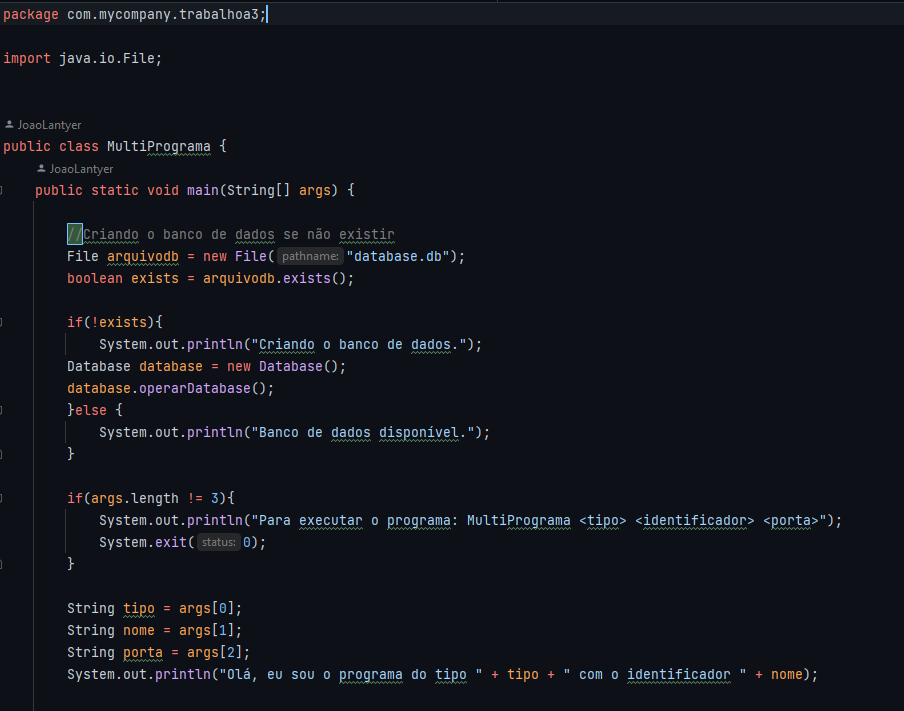 package com.mycompany.trabalhoa3;
import java.io.File;
JoaoLantyer
public class MultiPrograma {
JoaoLantyer
public static void main(String[] args) {
//Criando o banco de dados se não existir
File arquivodb = new File( pathname: "database.db");
boolean exists = arquivodb.exists();
if(!exists){
System.out.println("Criando o banco de dados.");
Database database = new Database();
database.operarDatabase();
}else {
System.out.println("Banco de dados disponível.");
}
if(args.length != 3){
System.out.println("Para executar o programa: MultiPrograma <tipo> <identificador> <porta>");
System.exit( status: 0);
}
String tipo = args[0];
String nome = args[1];
String porta = args[2];
System.out.println("Olá, eu sou o programa do tipo " + tipo + " com o identificador " + nome);